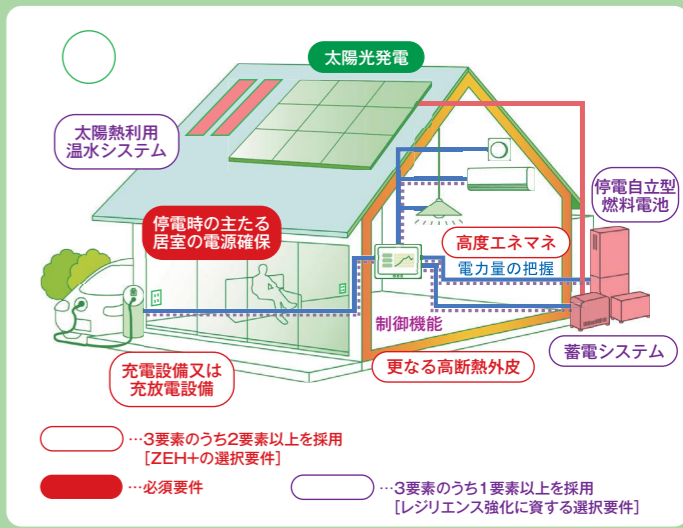 太陽光発電
太陽熱利用
温水システム
停電時の主たる
居室の電源確保
停電自立型
燃料電池
高度エネマネ
電力量の把握
制御機能
蓄電システム
充電設備又は
充放電設備
更なる高断熱外皮
…3要素のうち2要素以上を採用
［ZEH+の選択要件］
…必須要件
…3要素のうち1要素以上を採用
［レジリエンス強化に資する選択要件］